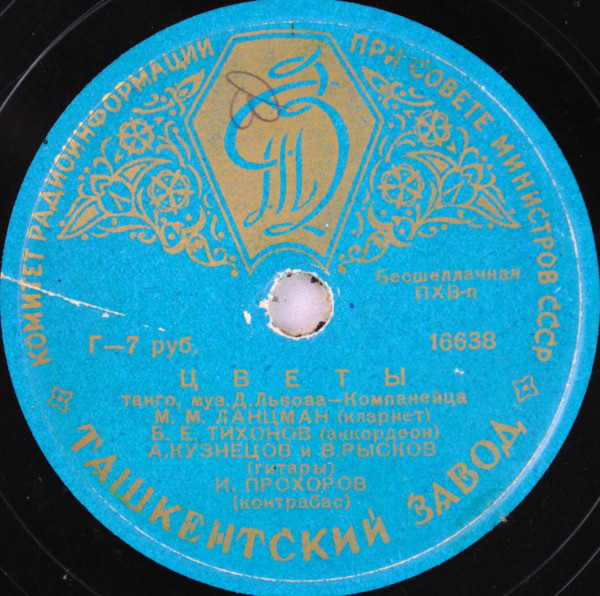 КОМИТЕТ РАДИОИНФОРМАЦИИ ПРИ СОВЕТЕ МИНИСТРОВ СССР
Бесшеллачная
ПХВ-п
Г—7 руб.
16638
ЦВЕТЫ
танго, муз. Д. Львова—Компанейца
М. М. ЛАНЦМАН (кларнет)
Б. Е. ТИХОНОВ (аккордеон)
А. КУЗНЕЦОВ и В. РЫСКОВ
(гитары)
И. ПРОХОРОВ
(контрабас)
ТАШКЕНТСКИЙ ЗАВОД